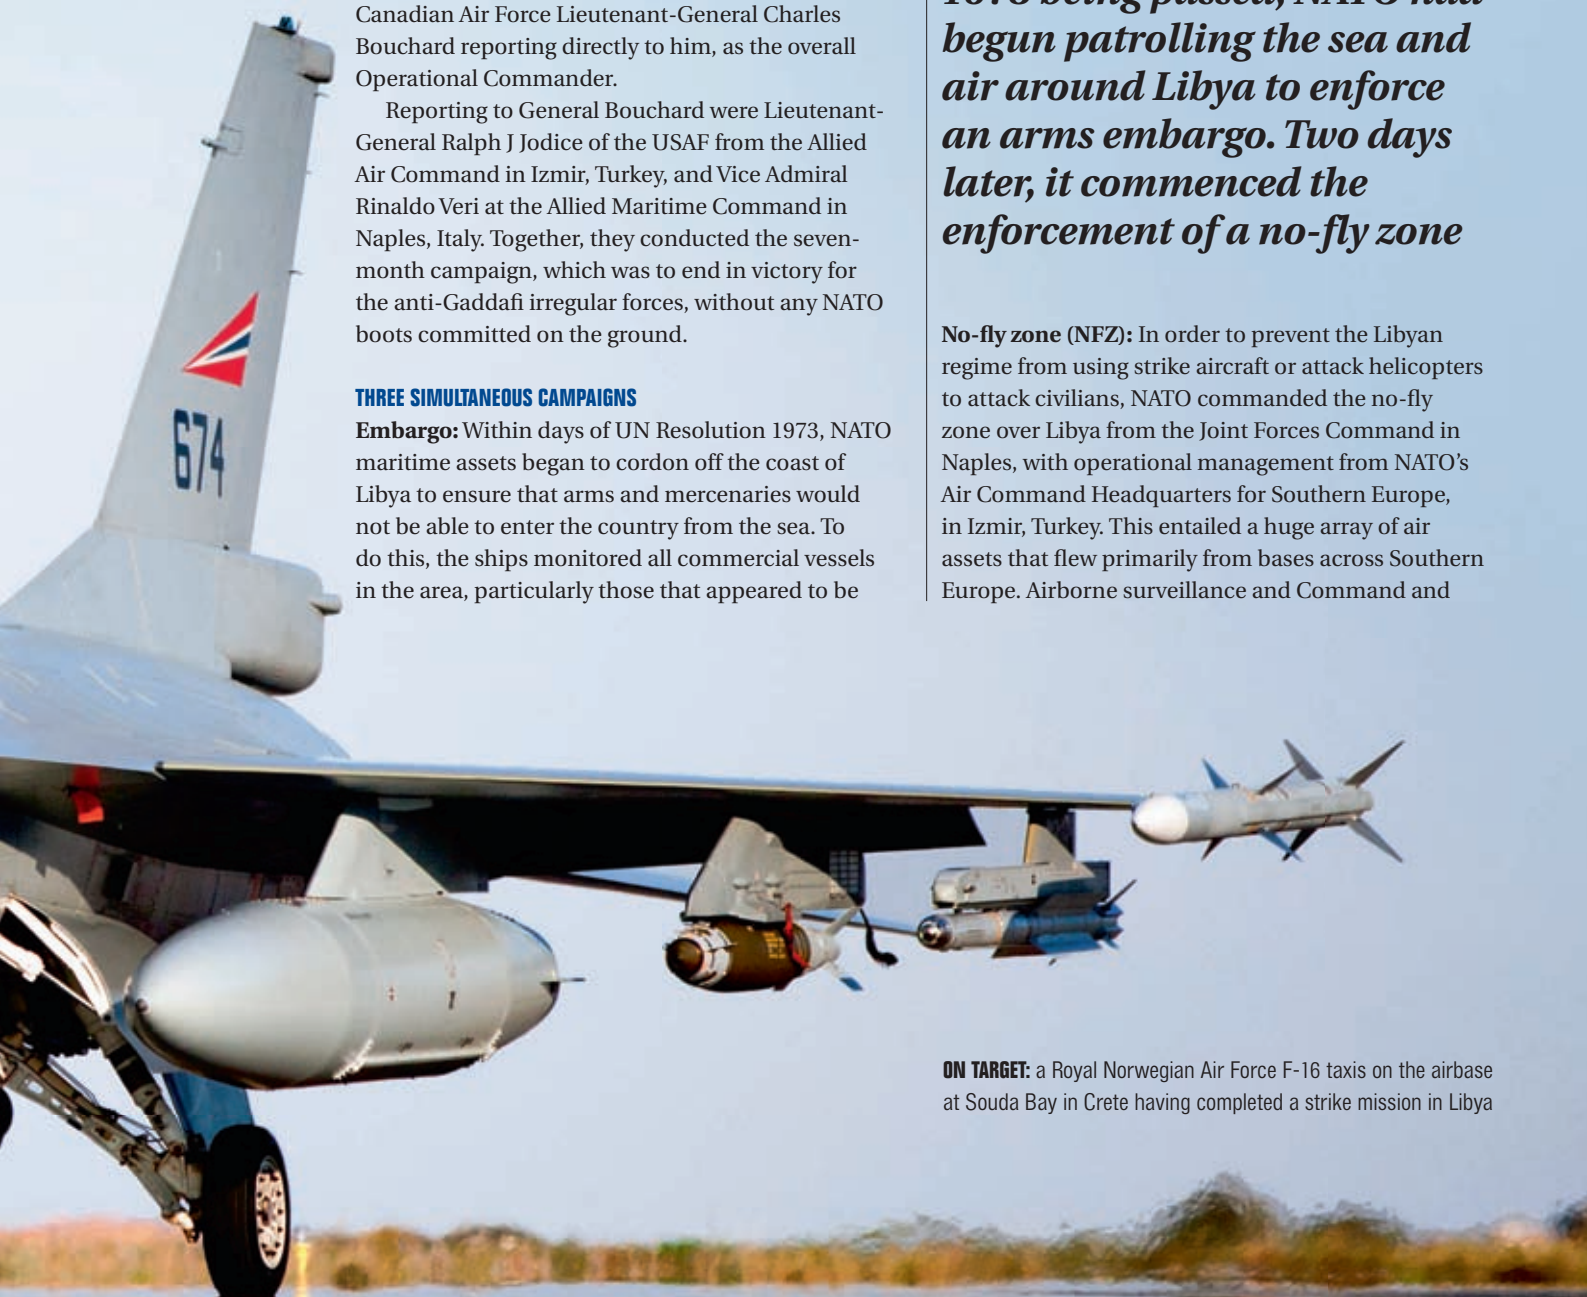 Canadian Air Force Lieutenant-General Charles
Bouchard reporting directly to him, as the overall
Operational Commander.
Reporting to General Bouchard were Lieutenant-
General Ralph J Jodice of the USAF from the Allied
Air Command in Izmir, Turkey, and Vice Admiral
Rinaldo Veri at the Allied Maritime Command in
Naples, Italy. Together, they conducted the seven-
month campaign, which was to end in victory for
the anti-Gaddafi irregular forces, without any NATO
boots committed on the ground.
THREE SIMULTANEOUS CAMPAIGNS
Embargo: Within days of UN Resolution 1973, NATO
maritime assets began to cordon off the coast of
Libya to ensure that arms and mercenaries would
not be able to enter the country from the sea. To
do this, the ships monitored all commercial vessels
in the area, particularly those that appeared to be
being passed, NATO had
begun patrolling the sea and
air around Libya to enforce
an arms embargo. Two days
later, it commenced the
enforcement of a no-fly zone
No-fly zone (NFZ): In order to prevent the Libyan
regime from using strike aircraft or attack helicopters
to attack civilians, NATO commanded the no-fly
zone over Libya from the Joint Forces Command in
Naples, with operational management from NATO's
Air Command Headquarters for Southern Europe,
in Izmir, Turkey. This entailed a huge array of air
assets that flew primarily from bases across Southern
Europe. Airborne surveillance and Command and
674
ON TARGET: a Royal Norwegian Air Force F-16 taxis on the airbase
at Souda Bay in Crete having completed a strike mission in Libya